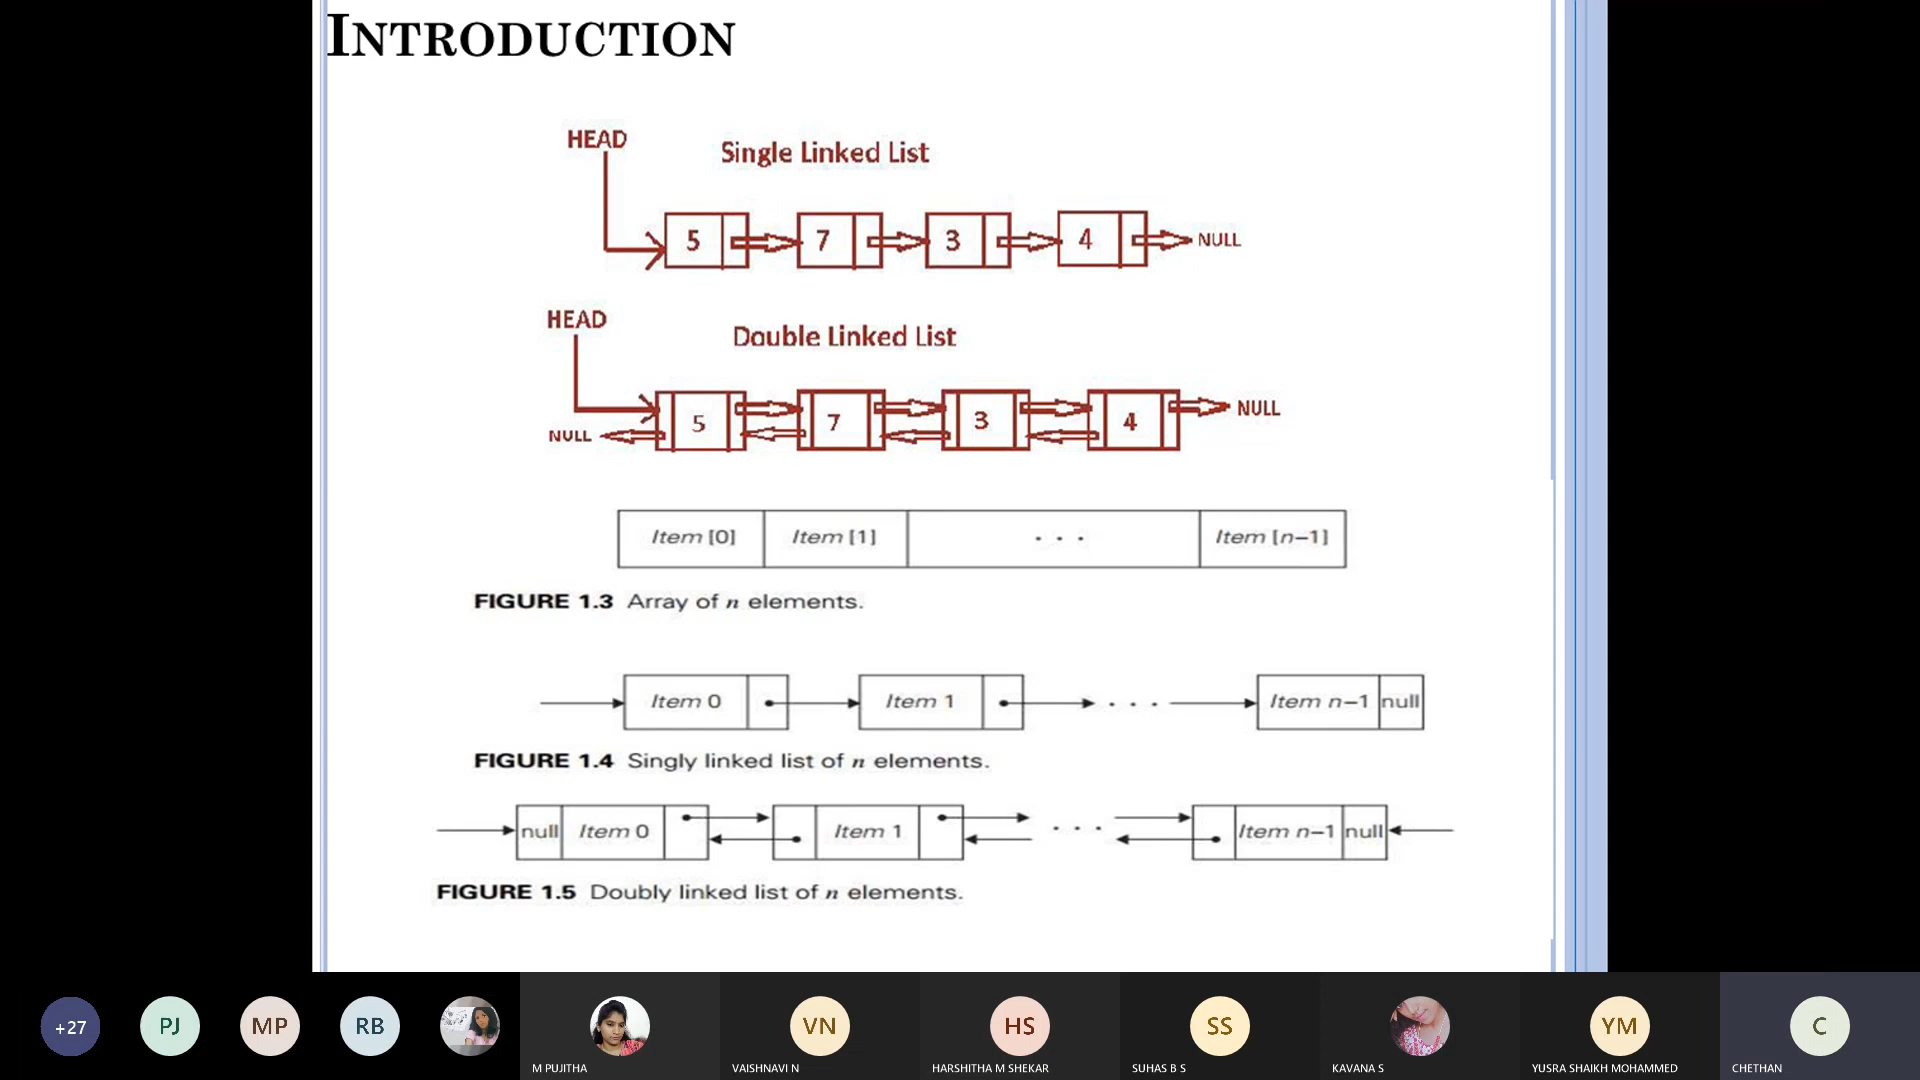 INTRODUCTION
HEAD
Single Linked List
5 7 3 4 NULL
HEAD
Double Linked List
5 7 3 4 NULL
NULL
Item [0] Item [1] . . . Item [n−1]
FIGURE 1.3 Array of n elements.
Item 0 Item 1 . . . . Item n−1 null
FIGURE 1.4 Singly linked list of n elements.
null Item 0 Item 1 . . . Item n−1 null
FIGURE 1.5 Doubly linked list of n elements.
+27 PJ MP RB VN HS SS YM C
M PUJITHA VAISHNAVI N HARSHITHA M SHEKAR SUHAS B S KAVANA S YUSRA SHAIKH MOHAMMED CHETHAN